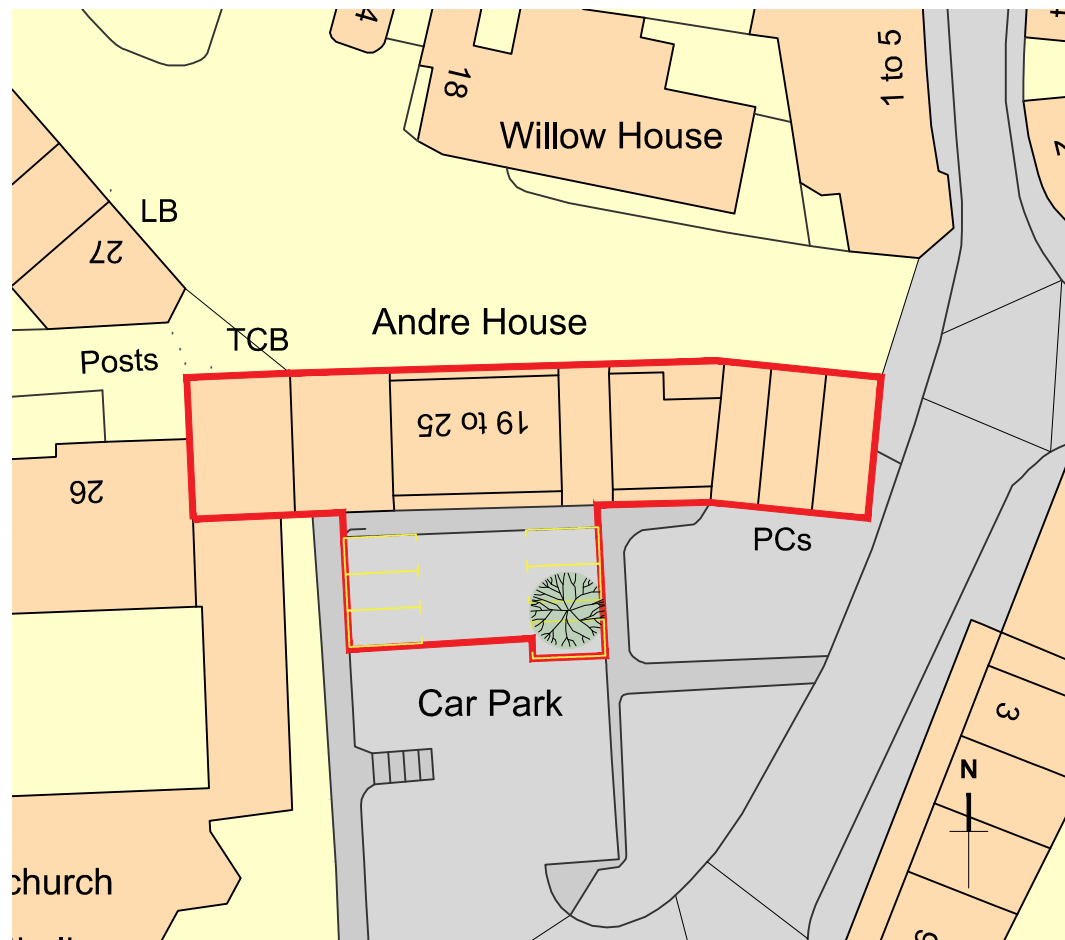 18
1 to 5
Willow House
LB
27
Andre House
TCB
Posts
19 to 25
26
PCs
Car Park
3
N
church